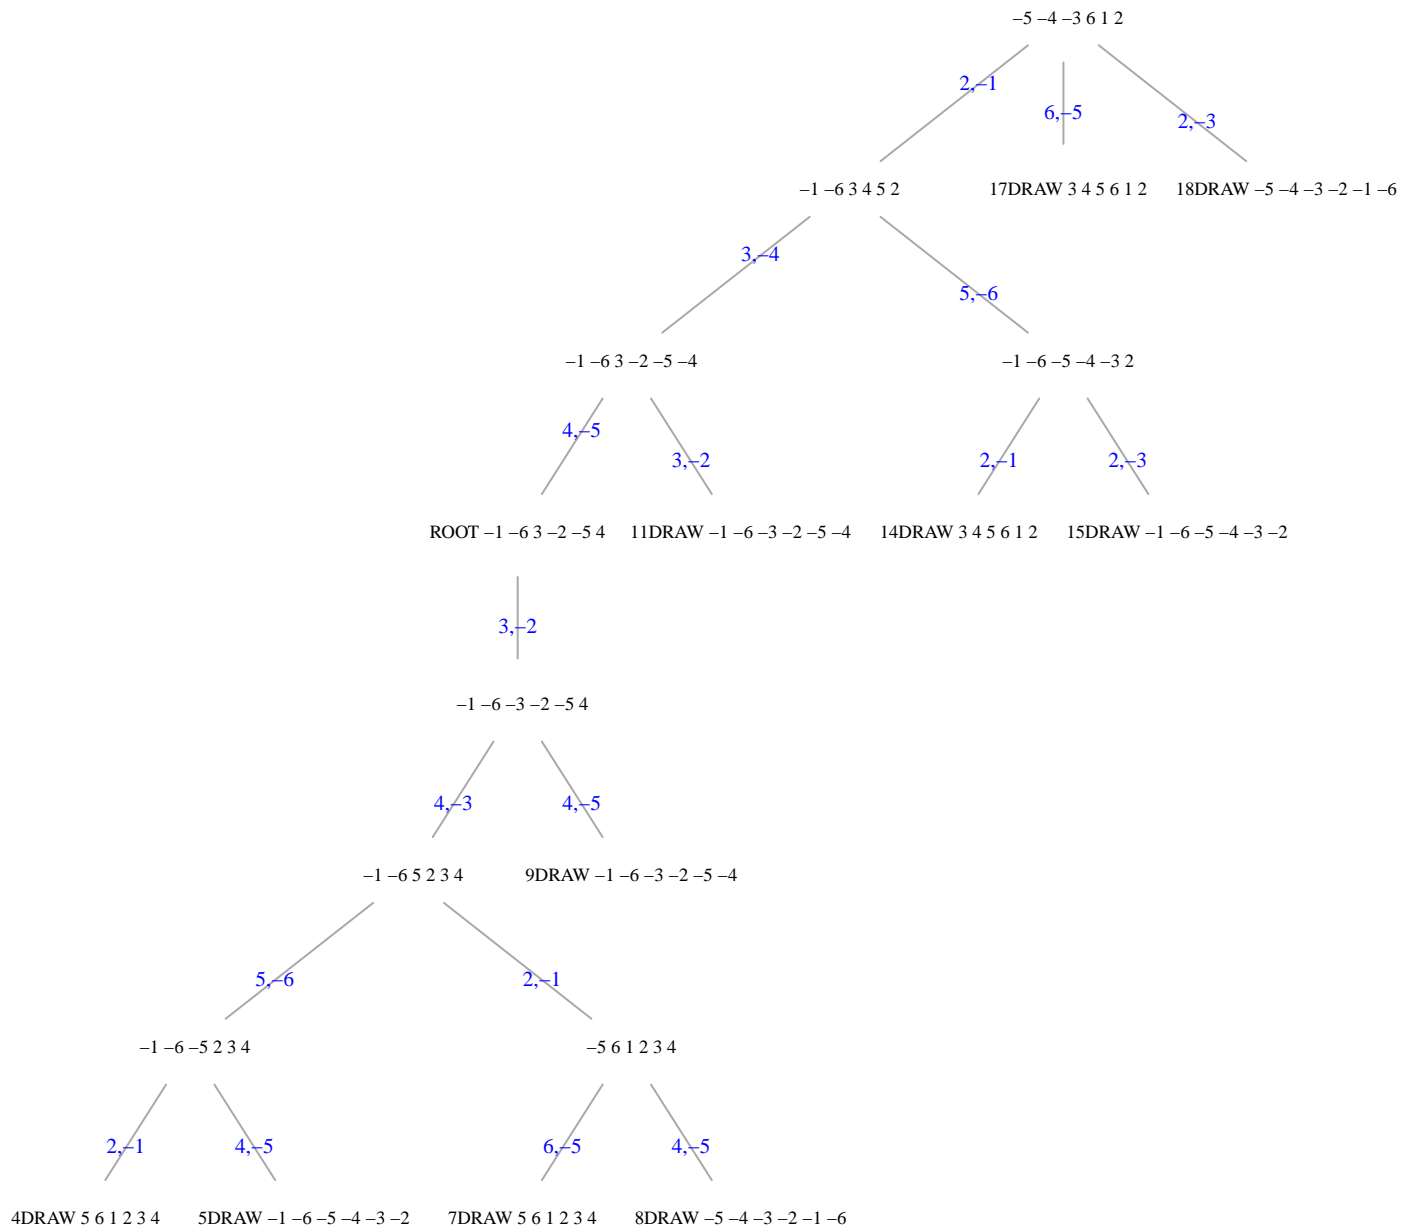 –5 –4 –3 6 1 2
2,–1
6,–5
2,–3
–1 –6 3 4 5 2
17DRAW 3 4 5 6 1 2
18DRAW –5 –4 –3 –2 –1 –6
3,–4
5,–6
–1 –6 3 –2 –5 –4
–1 –6 –5 –4 –3 2
4,–5
3,–2
2,–1
2,–3
ROOT –1 –6 3 –2 –5 4
11DRAW –1 –6 –3 –2 –5 –4
14DRAW 3 4 5 6 1 2
15DRAW –1 –6 –5 –4 –3 –2
3,–2
–1 –6 –3 –2 –5 4
4,–3
4,–5
–1 –6 5 2 3 4
9DRAW –1 –6 –3 –2 –5 –4
5,–6
2,–1
–1 –6 –5 2 3 4
–5 6 1 2 3 4
2,–1
4,–5
6,–5
4,–5
4DRAW 5 6 1 2 3 4
5DRAW –1 –6 –5 –4 –3 –2
7DRAW 5 6 1 2 3 4
8DRAW –5 –4 –3 –2 –1 –6